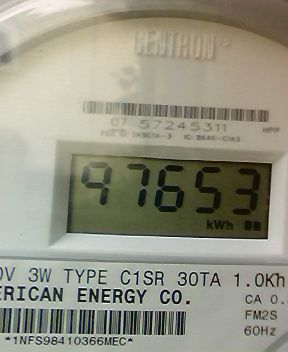 CENTRON®
07 57245311 HPP
97653
kWh
0V 3W TYPE C1SR 30TA 1.0Kh
ERICAN ENERGY CO.
CA 0.
FM2S
60Hz
*1NFS98410366MEC*